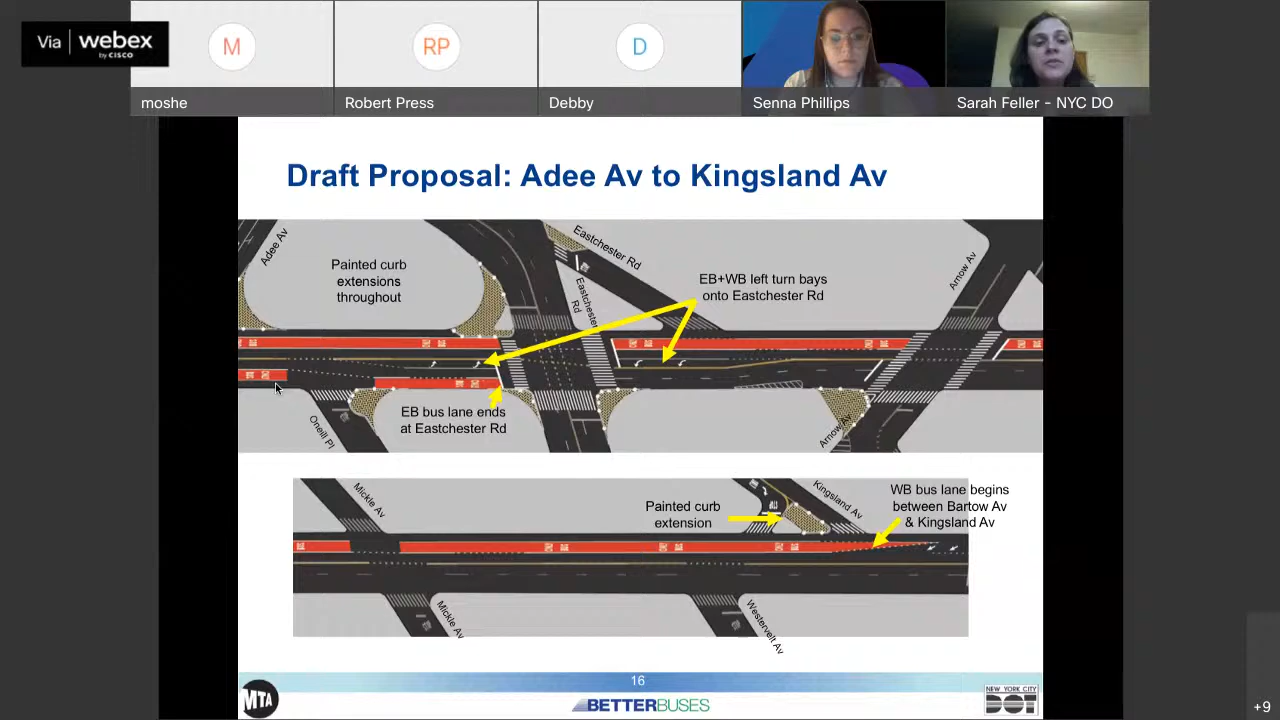 Via webex
by CISCO
M
RP
D
moshe
Robert Press
Debby
Senna Phillips
Sarah Feller - NYC DO
Draft Proposal: Adee Av to Kingsland Av
Adee Av
Painted curb
extensions
throughout
Eastchester Rd
Eastchester
Rd
EB+WB left turn bays
onto Eastchester Rd
Arnow Av
Oneill Pl
EB bus lane ends
at Eastchester Rd
Arnow Av
Mickle Av
Painted curb
extension
Kingsland Av
WB bus lane begins
between Bartow Av
& Kingsland Av
Mickle Av
Westervelt Av
16
MTA
BETTERBUSES
NEW YORK CITY
DOT
+9